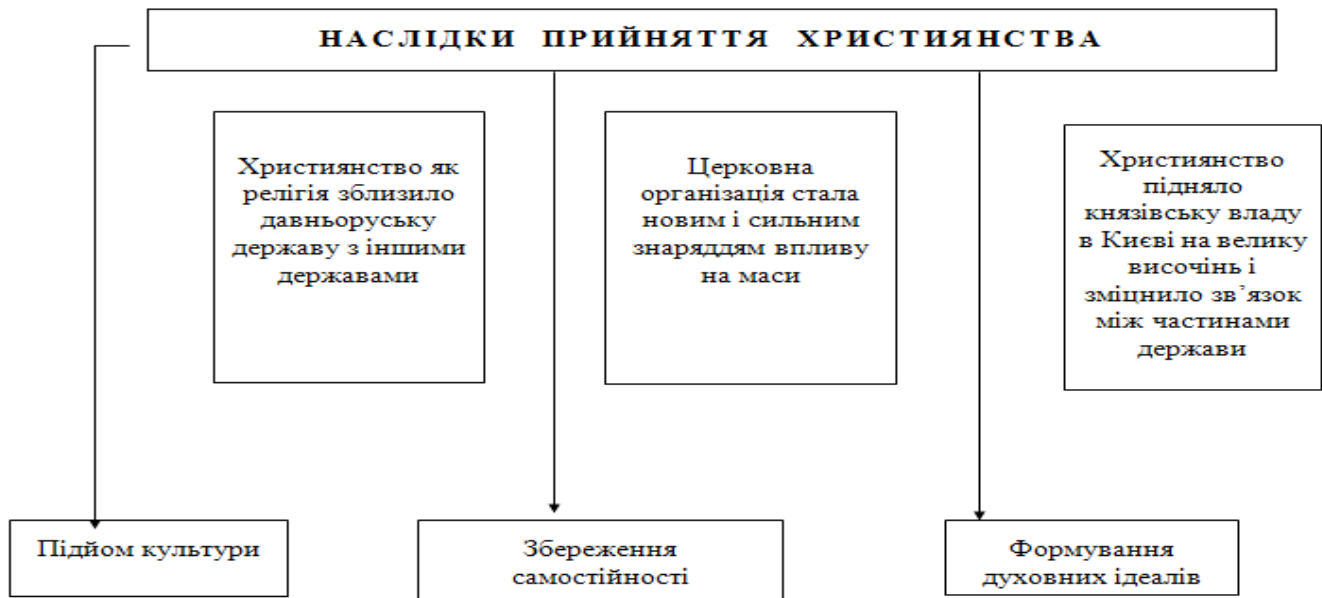 НАСЛІДКИ ПРИЙНЯТТЯ ХРИСТИЯНСТВА
Християнство як
релігія зблизило
давньоруську
державу з іншими
державами
Церковна
організація стала
новим і сильним
знаряддям впливу
на маси
Християнство
підняло
князівську владу
в Києві на велику
височінь і
зміцнило зв’язок
між частинами
держави
Підйом культури
Збереження
самостійності
Формування
духовних ідеалів